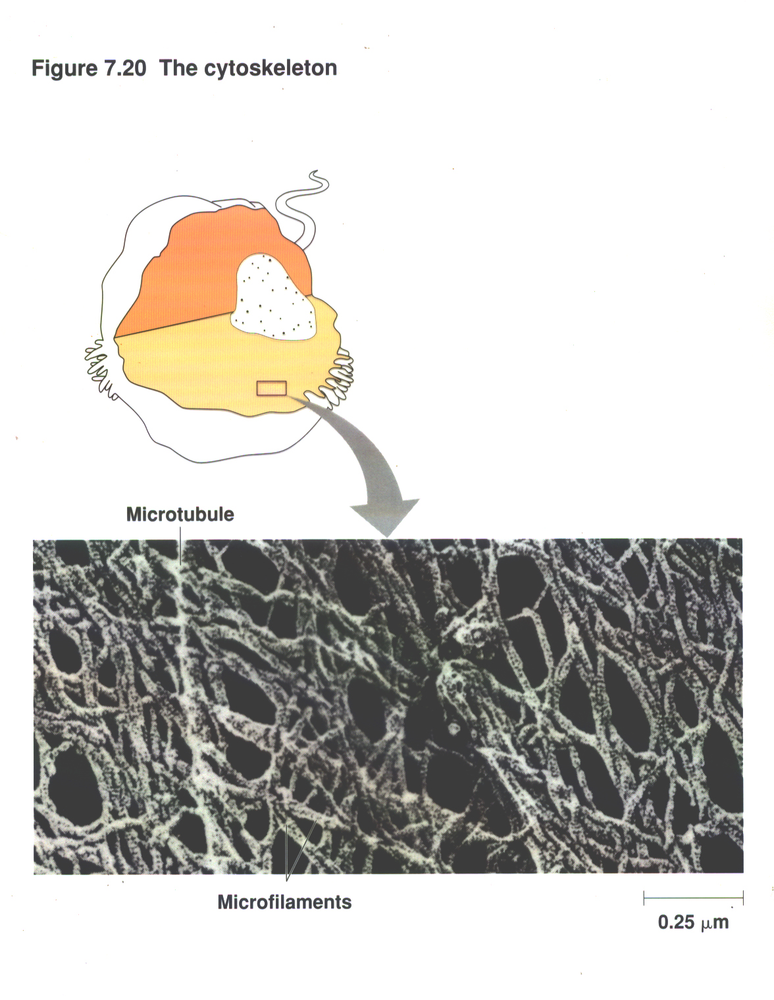 Figure 7.20 The cytoskeleton
Microtubule
Microfilaments
0.25 μm